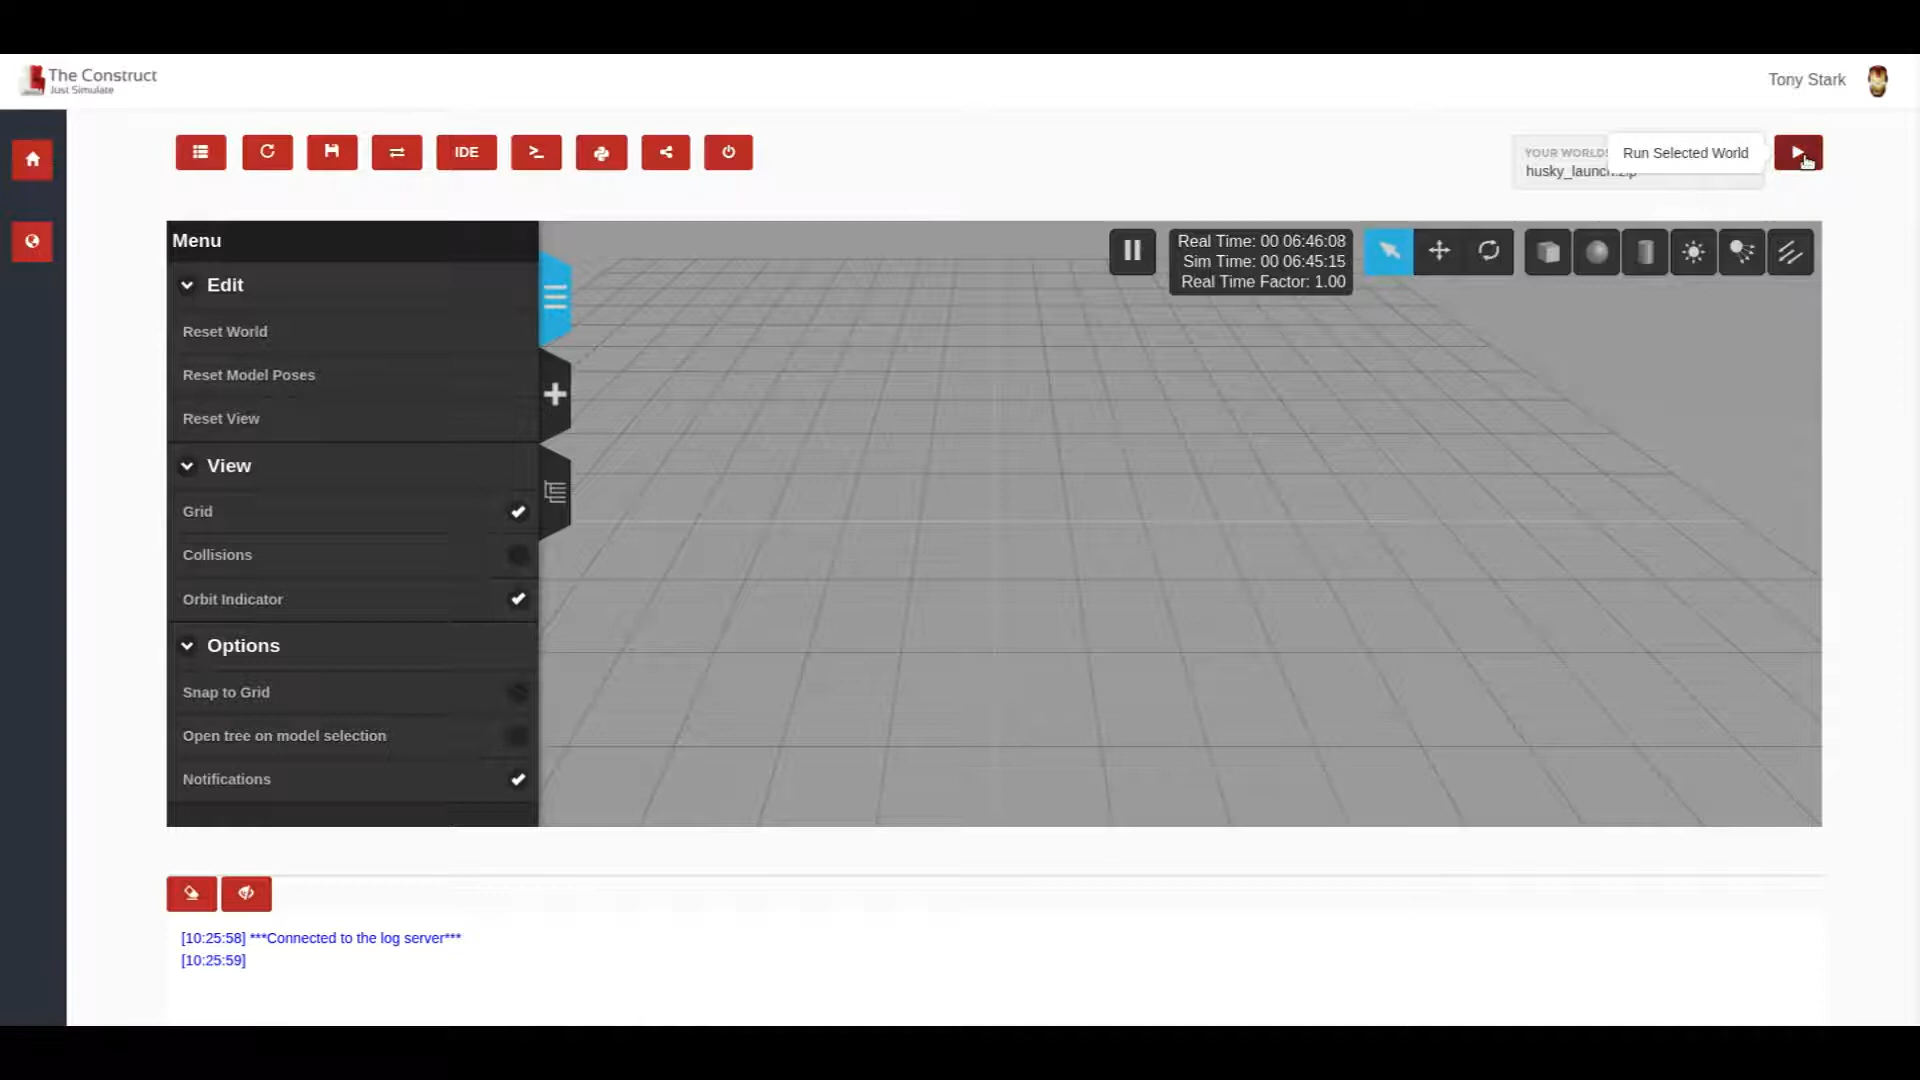 The Construct
Just Simulate
Tony Stark
IDE
YOUR WORLDS
Run Selected World
husky_launch.zip
Menu
Edit
Reset World
Reset Model Poses
Reset View
View
Grid
Collisions
Orbit Indicator
Options
Snap to Grid
Open tree on model selection
Notifications
Real Time: 00 06:46:08
Sim Time: 00 06:45:15
Real Time Factor: 1.00
[10:25:58] ***Connected to the log server***
[10:25:59]